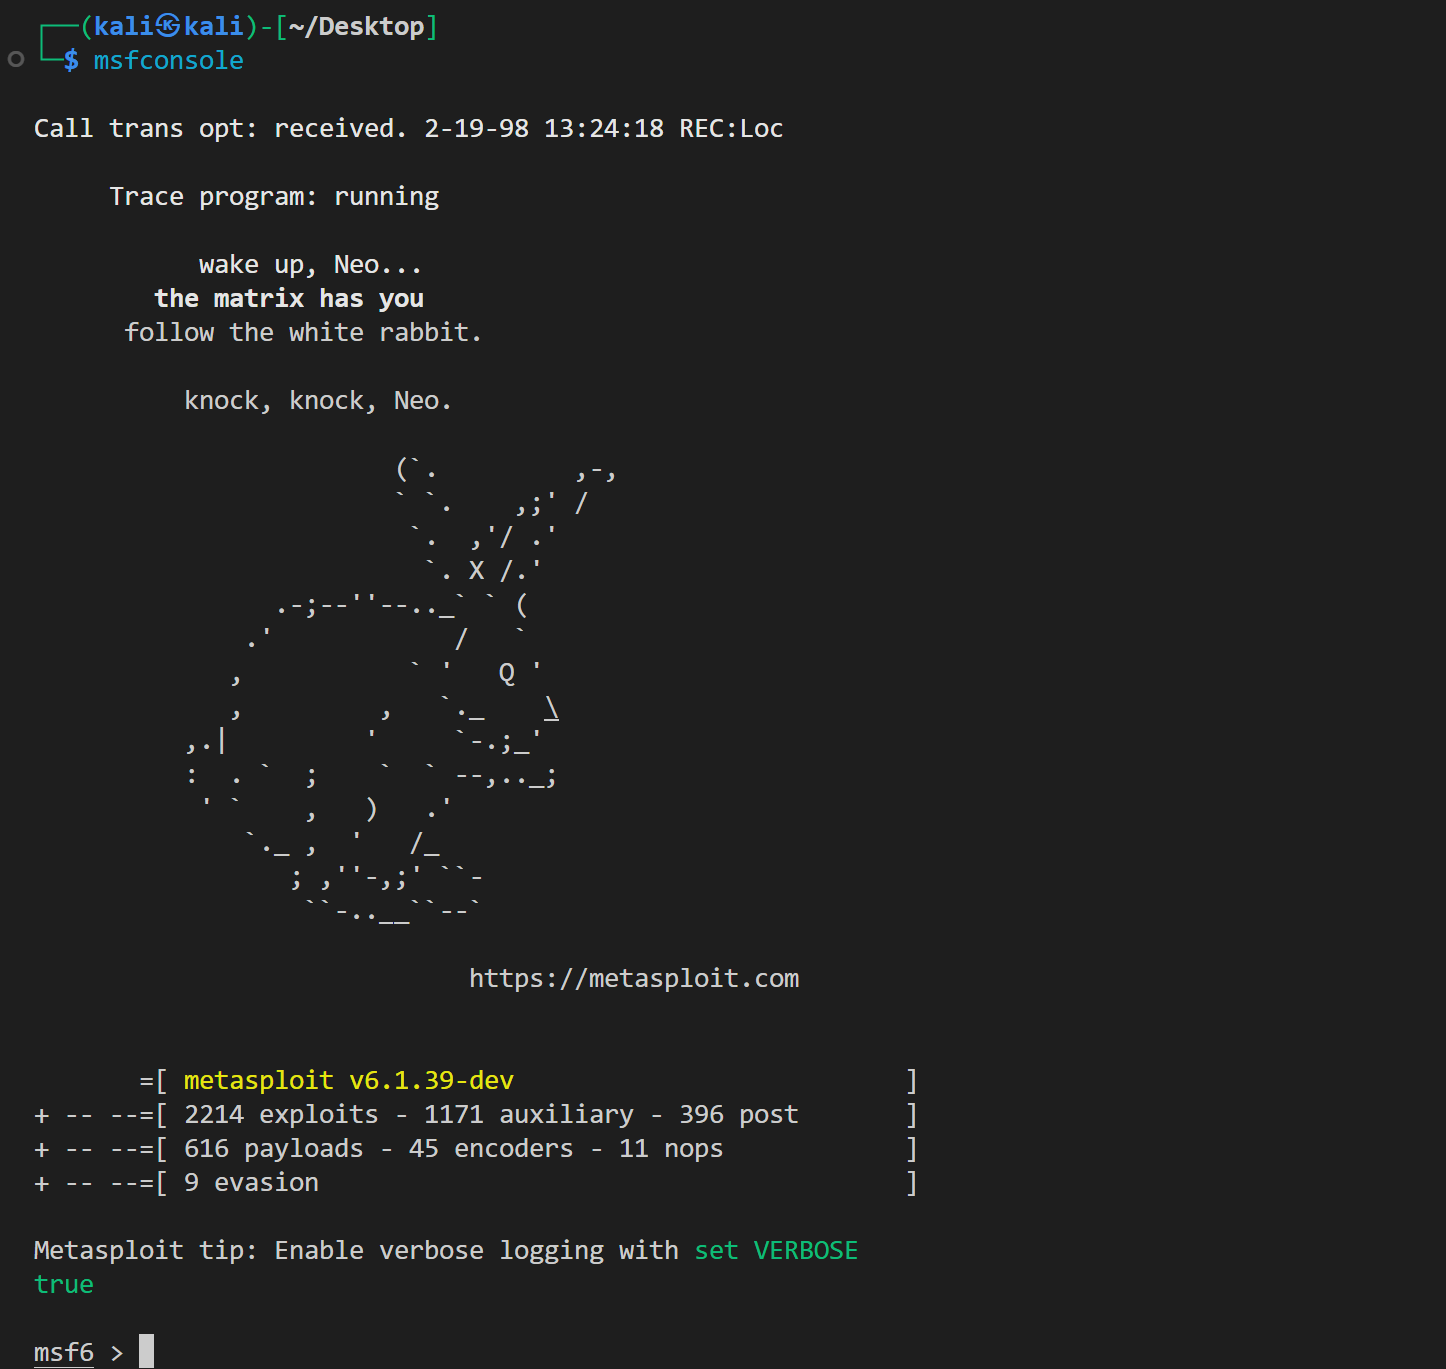 (kali㉿kali)-[~/Desktop]
$ msfconsole
Call trans opt: received. 2-19-98 13:24:18 REC:Loc
Trace program: running
wake up, Neo...
the matrix has you
follow the white rabbit.
knock, knock, Neo.
(`.         ,-,
` `.    ,;' /
`.  ,'/ .'
`. X /.'
.-;--''--.._` ` (
.'            /   `
,           ` '   Q '
,         ,   `._    \
,.|         '     `-.;_'
:  . `  ;    `  ` --,.._;
' `    ,   )   .'
`._ ,  '   /_
; ,''-,;' ``-
``-..__``--`
https://metasploit.com
=[ metasploit v6.1.39-dev                          ]
+ -- --=[ 2214 exploits - 1171 auxiliary - 396 post       ]
+ -- --=[ 616 payloads - 45 encoders - 11 nops            ]
+ -- --=[ 9 evasion                                       ]
Metasploit tip: Enable verbose logging with set VERBOSE
true
msf6 >